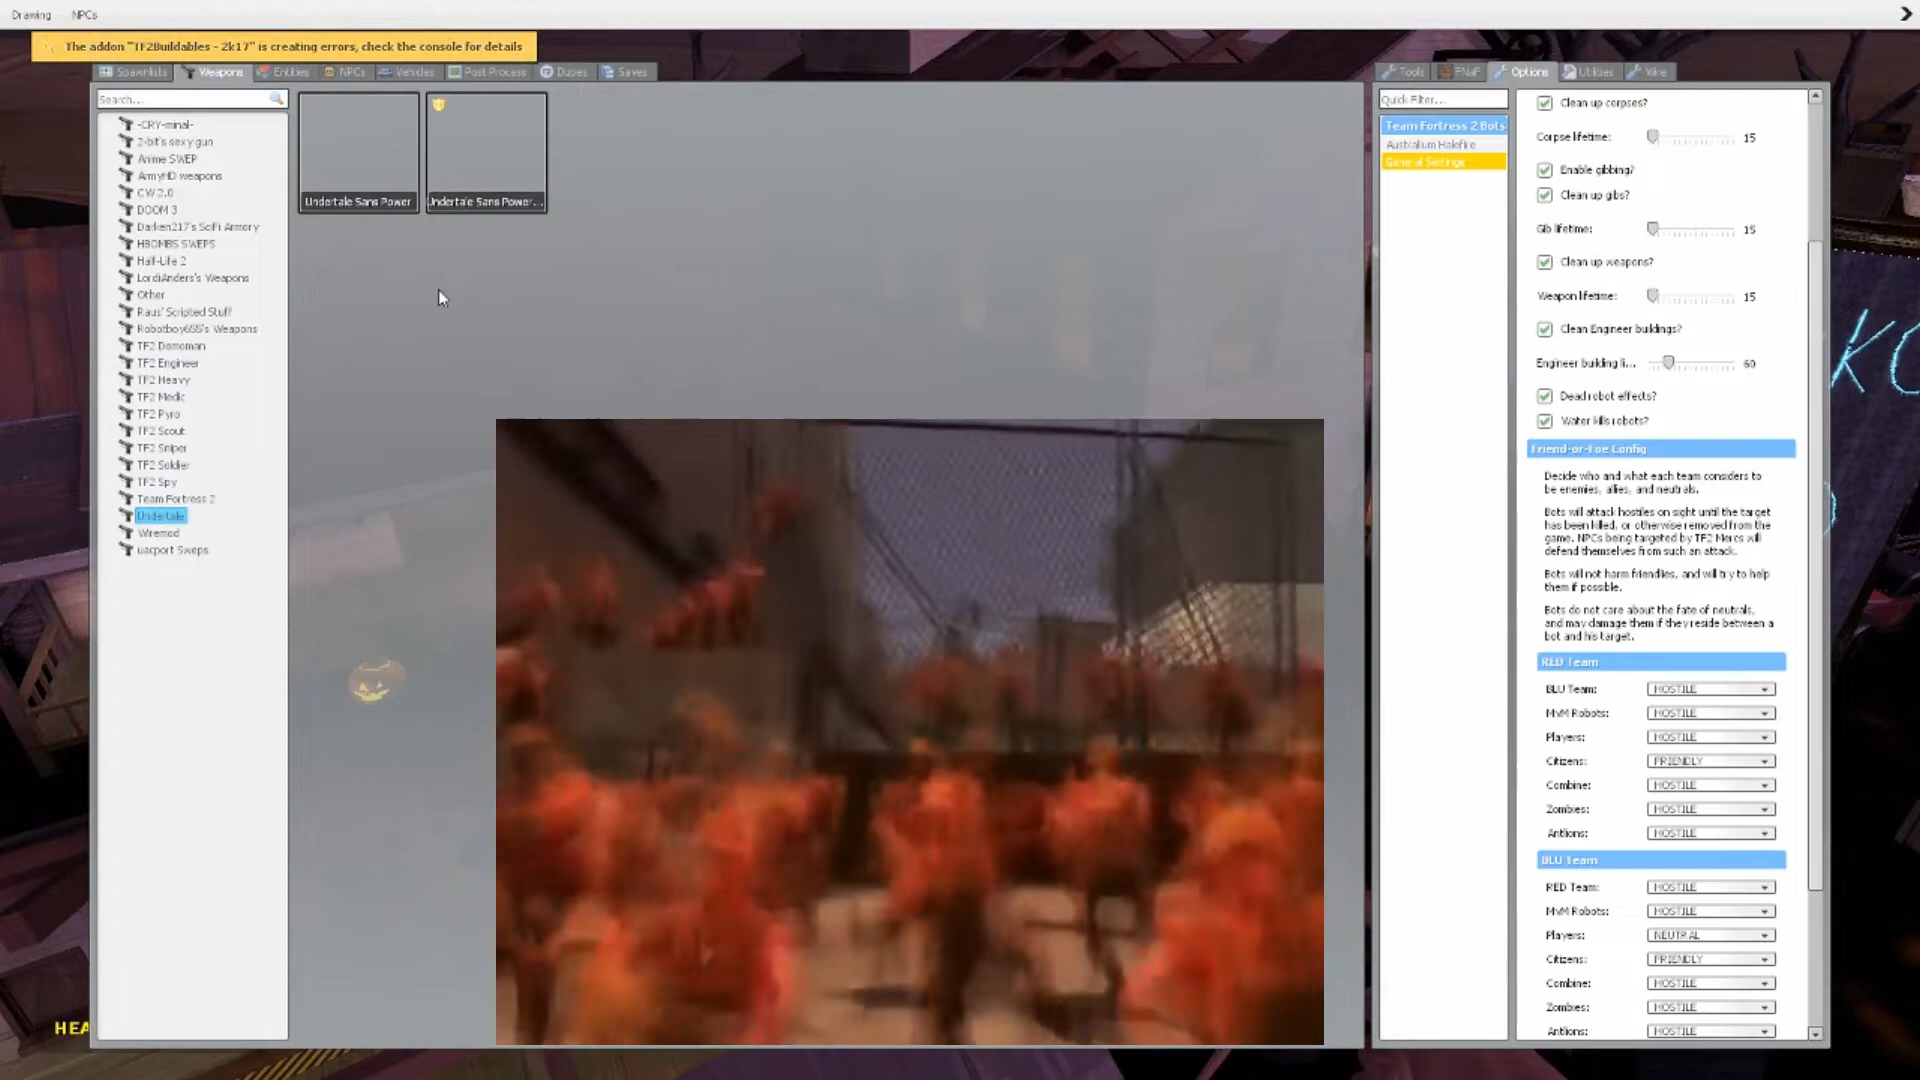 Drawing NPCs
The addon "TF2Buildables - 2k17" is creating errors, check the console for details
Spawnlists Weapons Entities NPCs Vehicles Post Process Dupes Saves
Search...
-CRY-minal-
2-bit's sexy gun
Anime SWEP
ArmyHD weapons
CW 2.0
DOOM 3
Darken217's SciFi Armory
HBOMBS SWEPS
Half-Life 2
LordiAnders's Weapons
Other
Raus' Scripted Stuff
Robotboy655's Weapons
TF2 Demoman
TF2 Engineer
TF2 Heavy
TF2 Medic
TF2 Pyro
TF2 Scout
TF2 Sniper
TF2 Soldier
TF2 Spy
Team Fortress 2
Undertale
Wiremod
uacport Sweps
Undertale Sans Power
Undertale Sans Power...
HEA
Tools FNaF Options Utilities Wire
Quick Filter...
Team Fortress 2 Bots
Australium Halefire
General Settings
Clean up corpses?
Corpse lifetime: 15
Enable gibbing?
Clean up gibs?
Gib lifetime: 15
Clean up weapons?
Weapon lifetime: 15
Clean Engineer buildings?
Engineer building li... 60
Dead robot effects?
Water kills robots?
Friend-or-Foe Config
Decide who and what each team considers to
be enemies, allies, and neutrals.
Bots will attack hostiles on sight until the target
has been killed, or otherwise removed from the
game. NPCs being targeted by TF2 Mercs will
defend themselves from such an attack.
Bots will not harm friendlies, and will try to help
them if possible.
Bots do not care about the fate of neutrals,
and may damage them if they reside between a
bot and his target.
RED Team
BLU Team: HOSTILE
MvM Robots: HOSTILE
Players: HOSTILE
Citizens: FRIENDLY
Combine: HOSTILE
Zombies: HOSTILE
Antlions: HOSTILE
BLU Team
RED Team: HOSTILE
MvM Robots: HOSTILE
Players: NEUTRAL
Citizens: FRIENDLY
Combine: HOSTILE
Zombies: HOSTILE
Antlions: HOSTILE